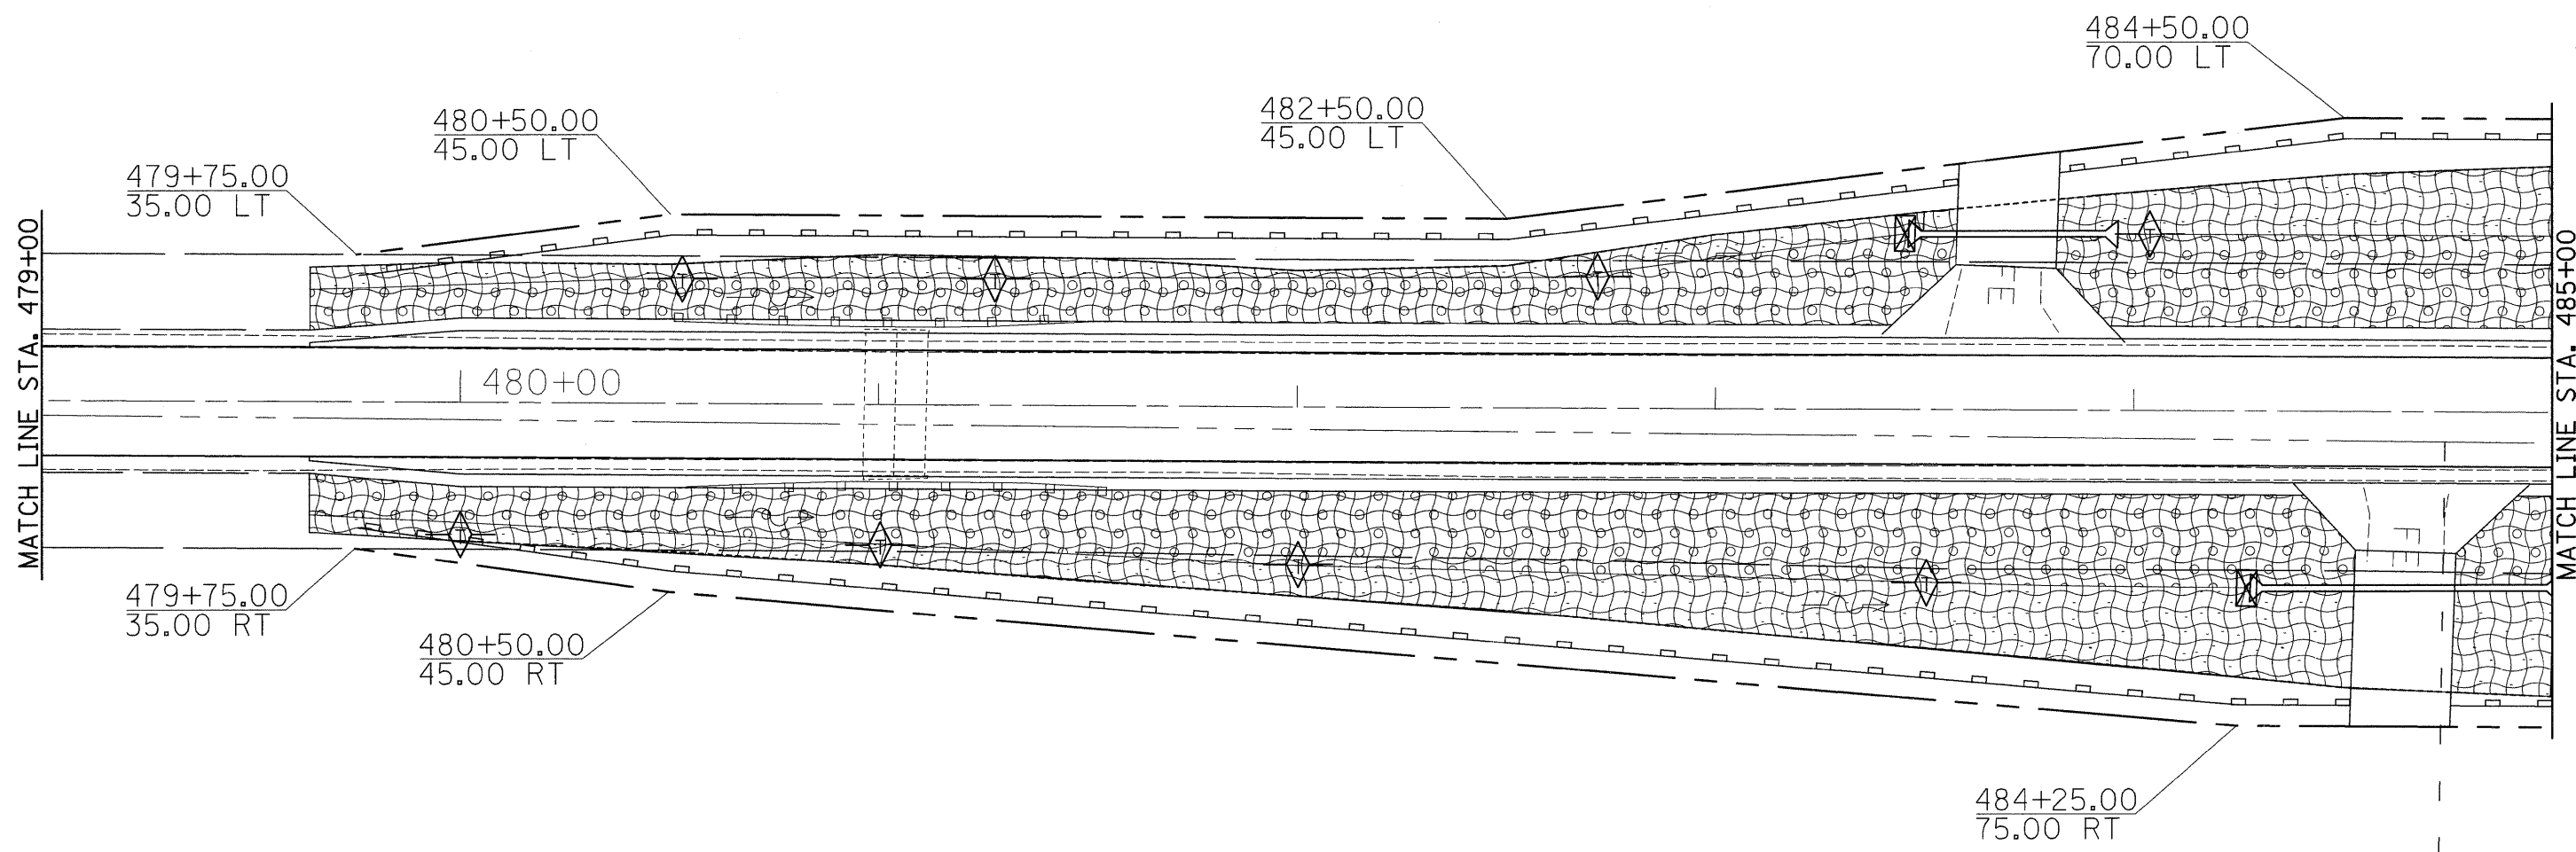 484+50.00
70.00 LT
480+50.00
45.00 LT
482+50.00
45.00 LT
479+75.00
35.00 LT
MATCH LINE STA. 479+00
480+00
MATCH LINE STA. 485+00
T
T
T
T
T
T
T
T
E
E
479+75.00
35.00 RT
480+50.00
45.00 RT
484+25.00
75.00 RT